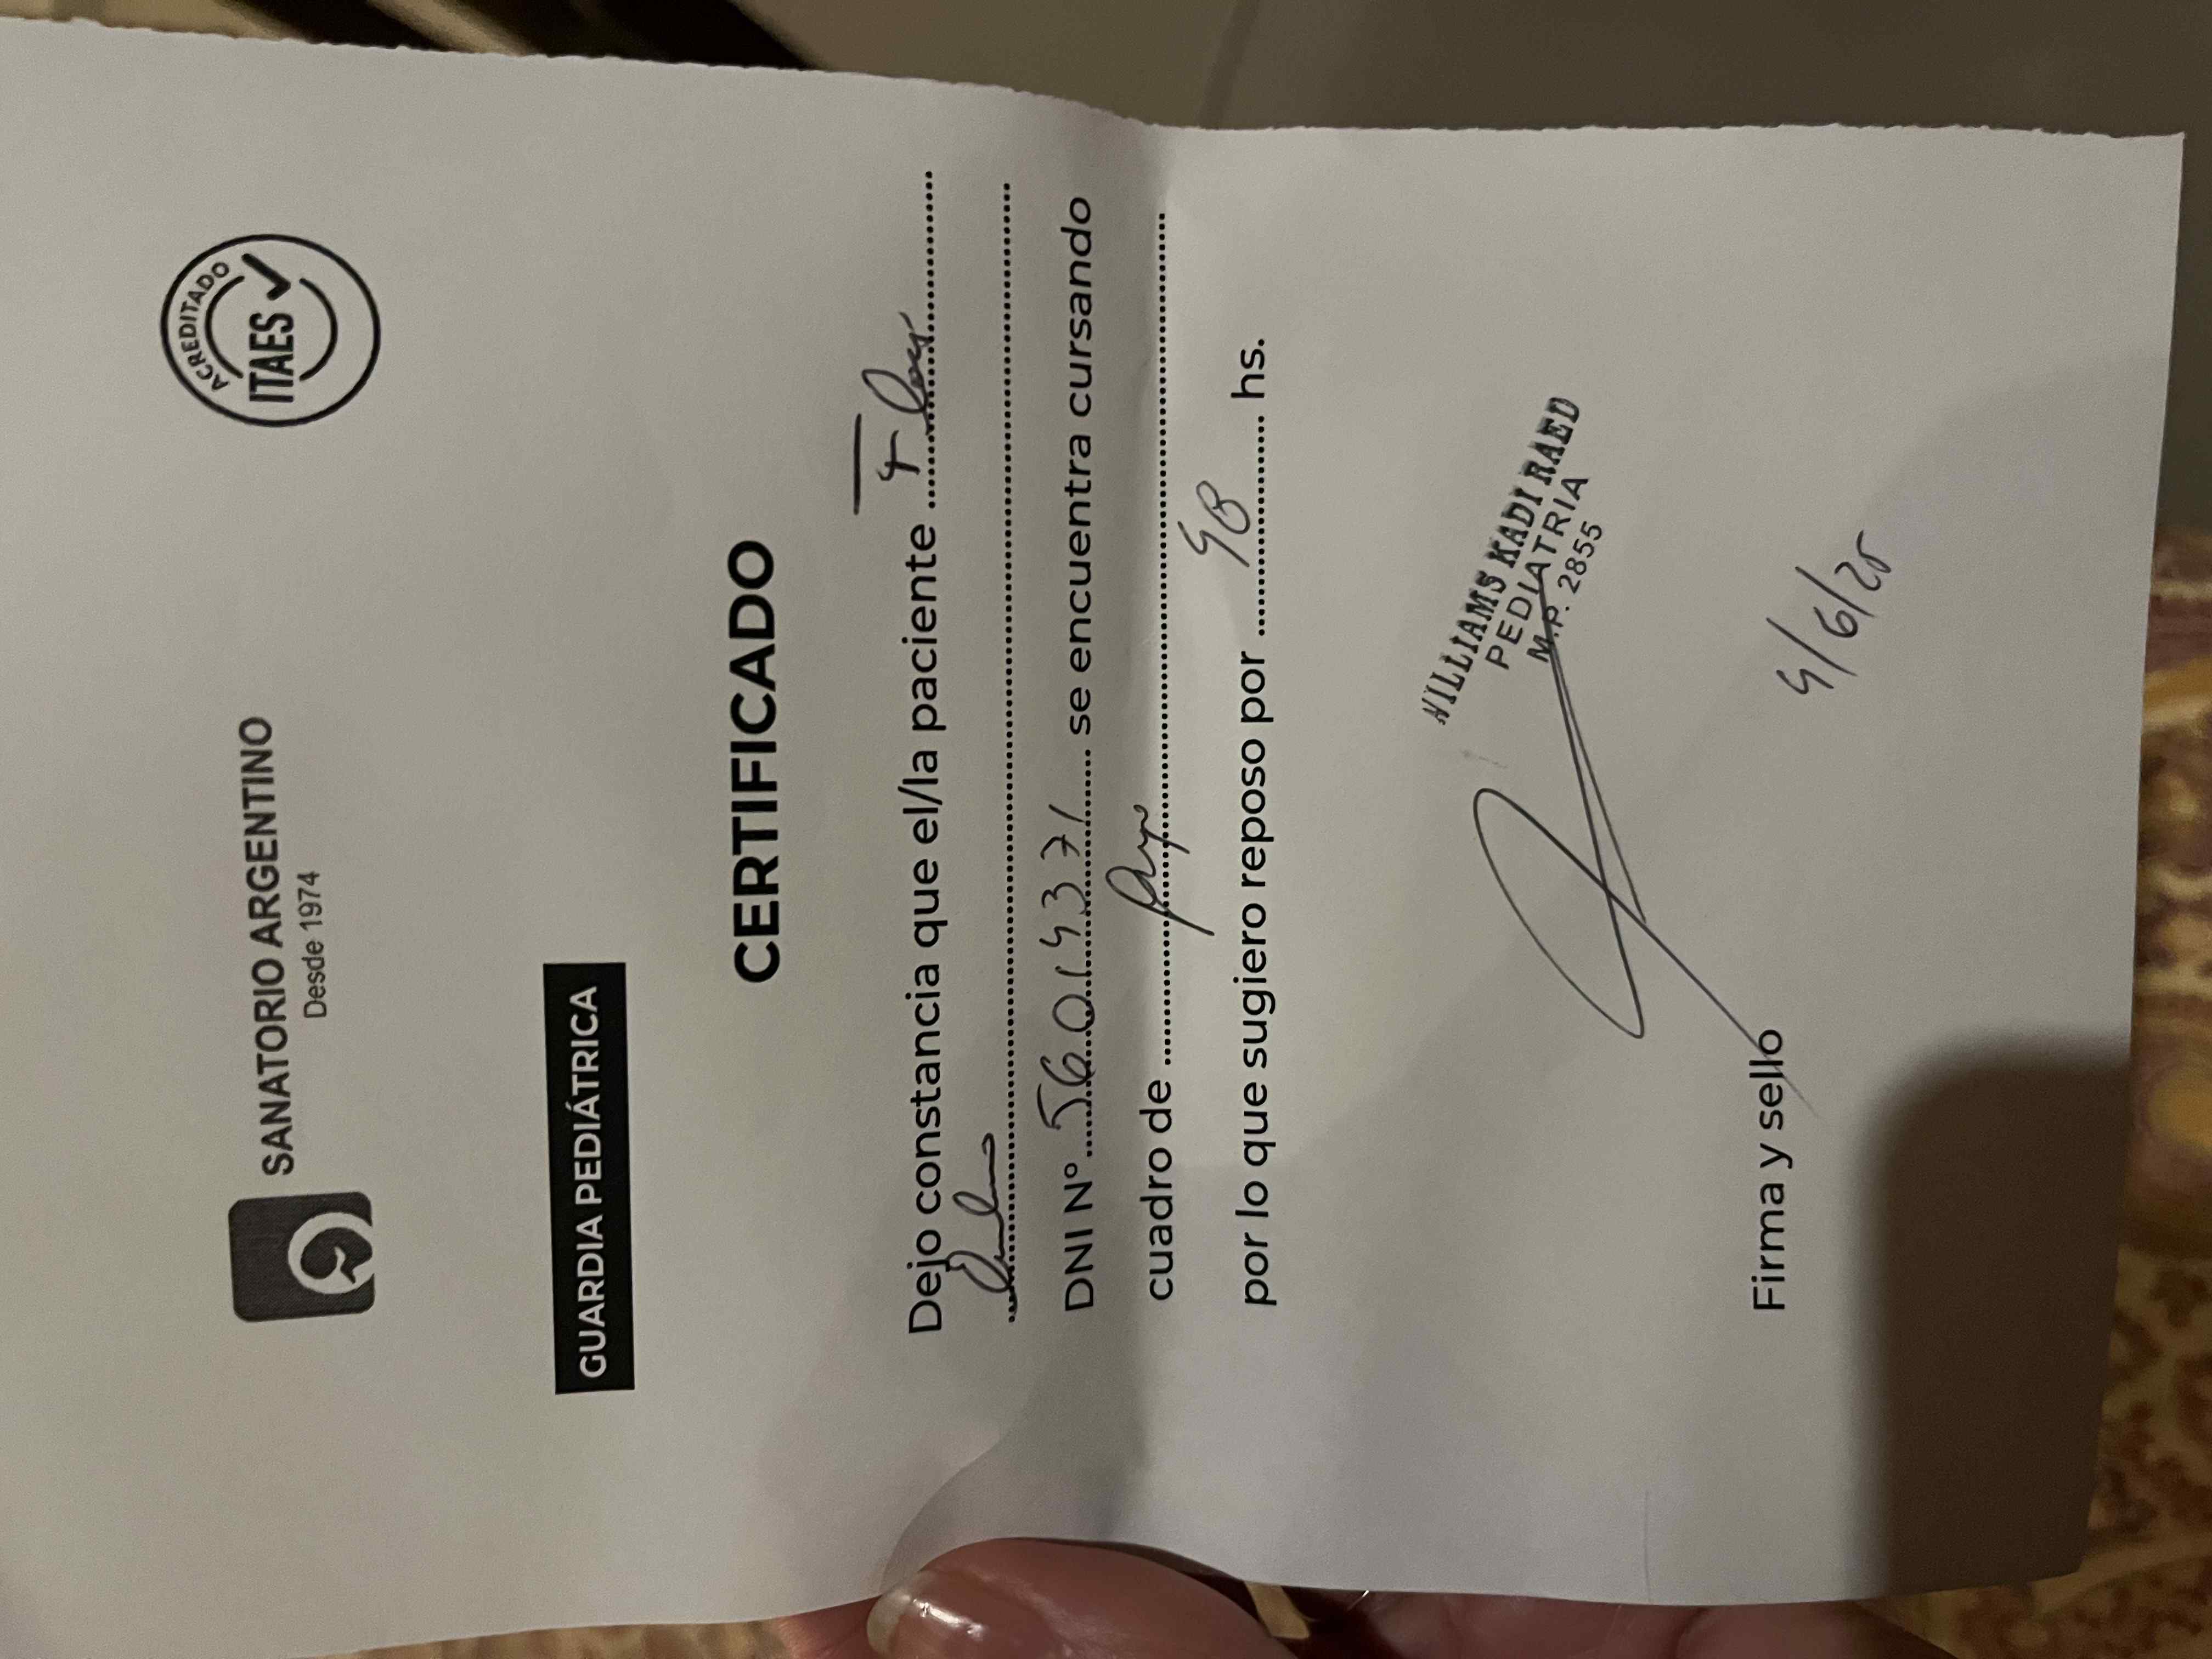 SANATORIO ARGENTINO
Desde 1974
ACREDITADO
ITAES
GUARDIA PEDIÁTRICA
CERTIFICADO
Dejo constancia que el/la paciente
DNI Nº 56014371 se encuentra cursando
cuadro de
por lo que sugiero reposo por 48 hs.
WILLIAMS KADI RAED
PEDIATRIA
M.P. 2855
Firma y sello
4/6/25